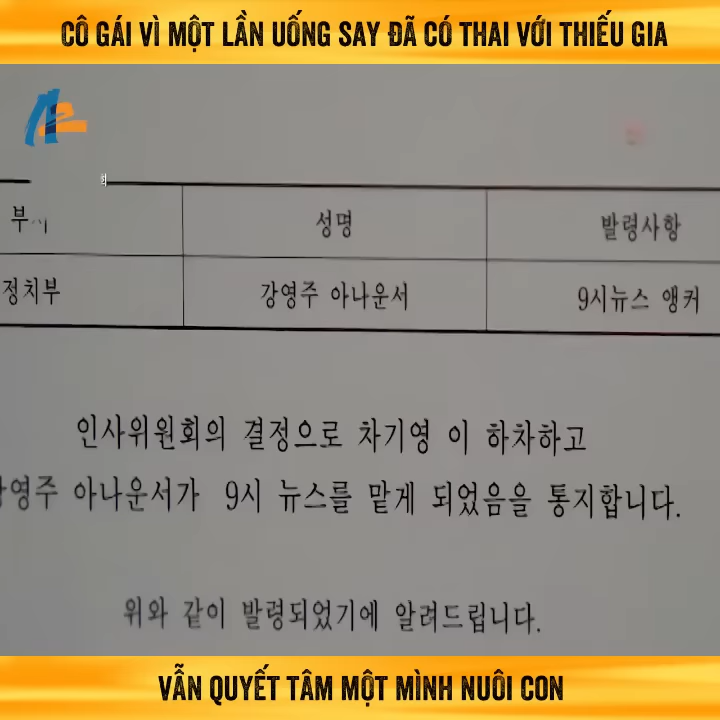 CÔ GÁI VÌ MỘT LẦN UỐNG SAY ĐÃ CÓ THAI VỚI THIẾU GIA
성명 발령사항
정치부 강영주 아나운서 9시뉴스 앵커
인사위원회의 결정으로 차기영 이 하차하고
영주 아나운서가 9시 뉴스를 맡게 되었음을 통지합니다.
위와 같이 발령되었기에 알려드립니다.
VẪN QUYẾT TÂM MỘT MÌNH NUÔI CON